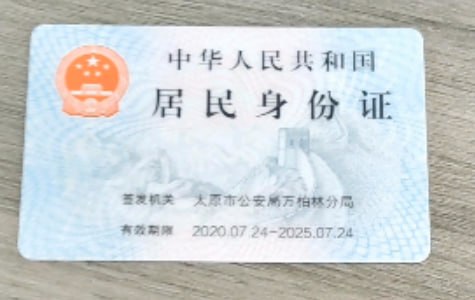 中华人民共和国
居民身份证
签发机关 太原市公安局万柏林分局
有效期限 2020.07.24-2025.07.24